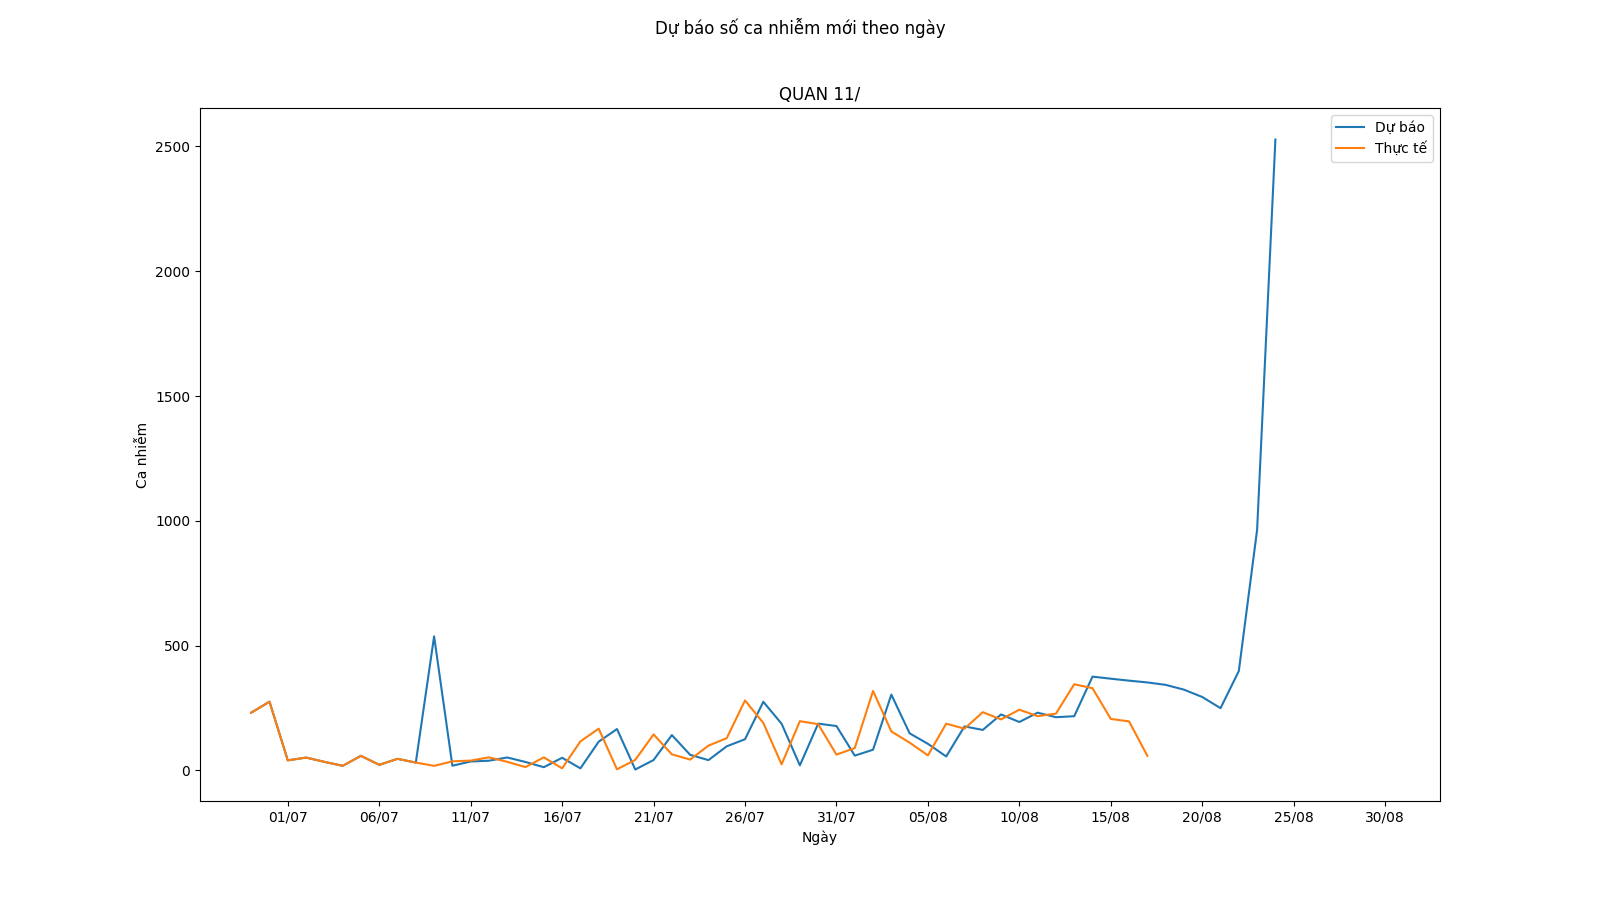 Dự báo số ca nhiễm mới theo ngày
QUAN 11/
Dự báo
Thực tế
2500
2000
1500
1000
500
0
Ca nhiễm
01/07 06/07 11/07 16/07 21/07 26/07 31/07 05/08 10/08 15/08 20/08 25/08 30/08
Ngày